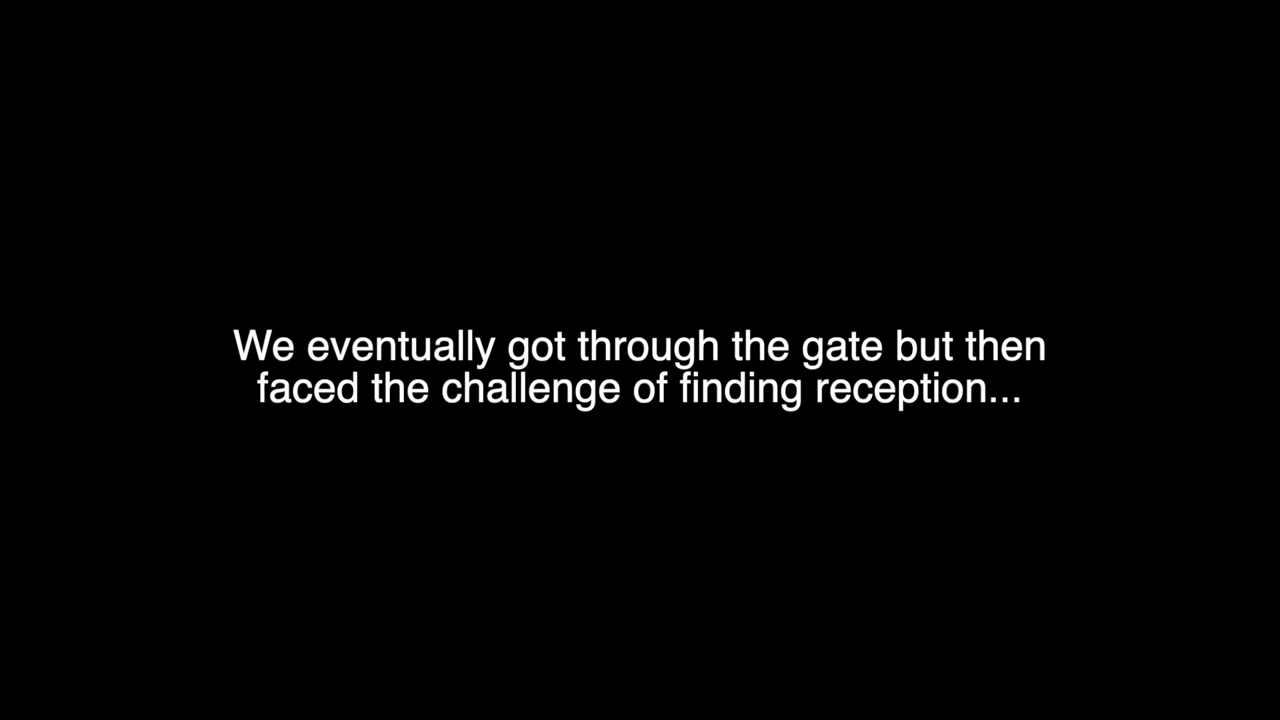 We eventually got through the gate but then
faced the challenge of finding reception...